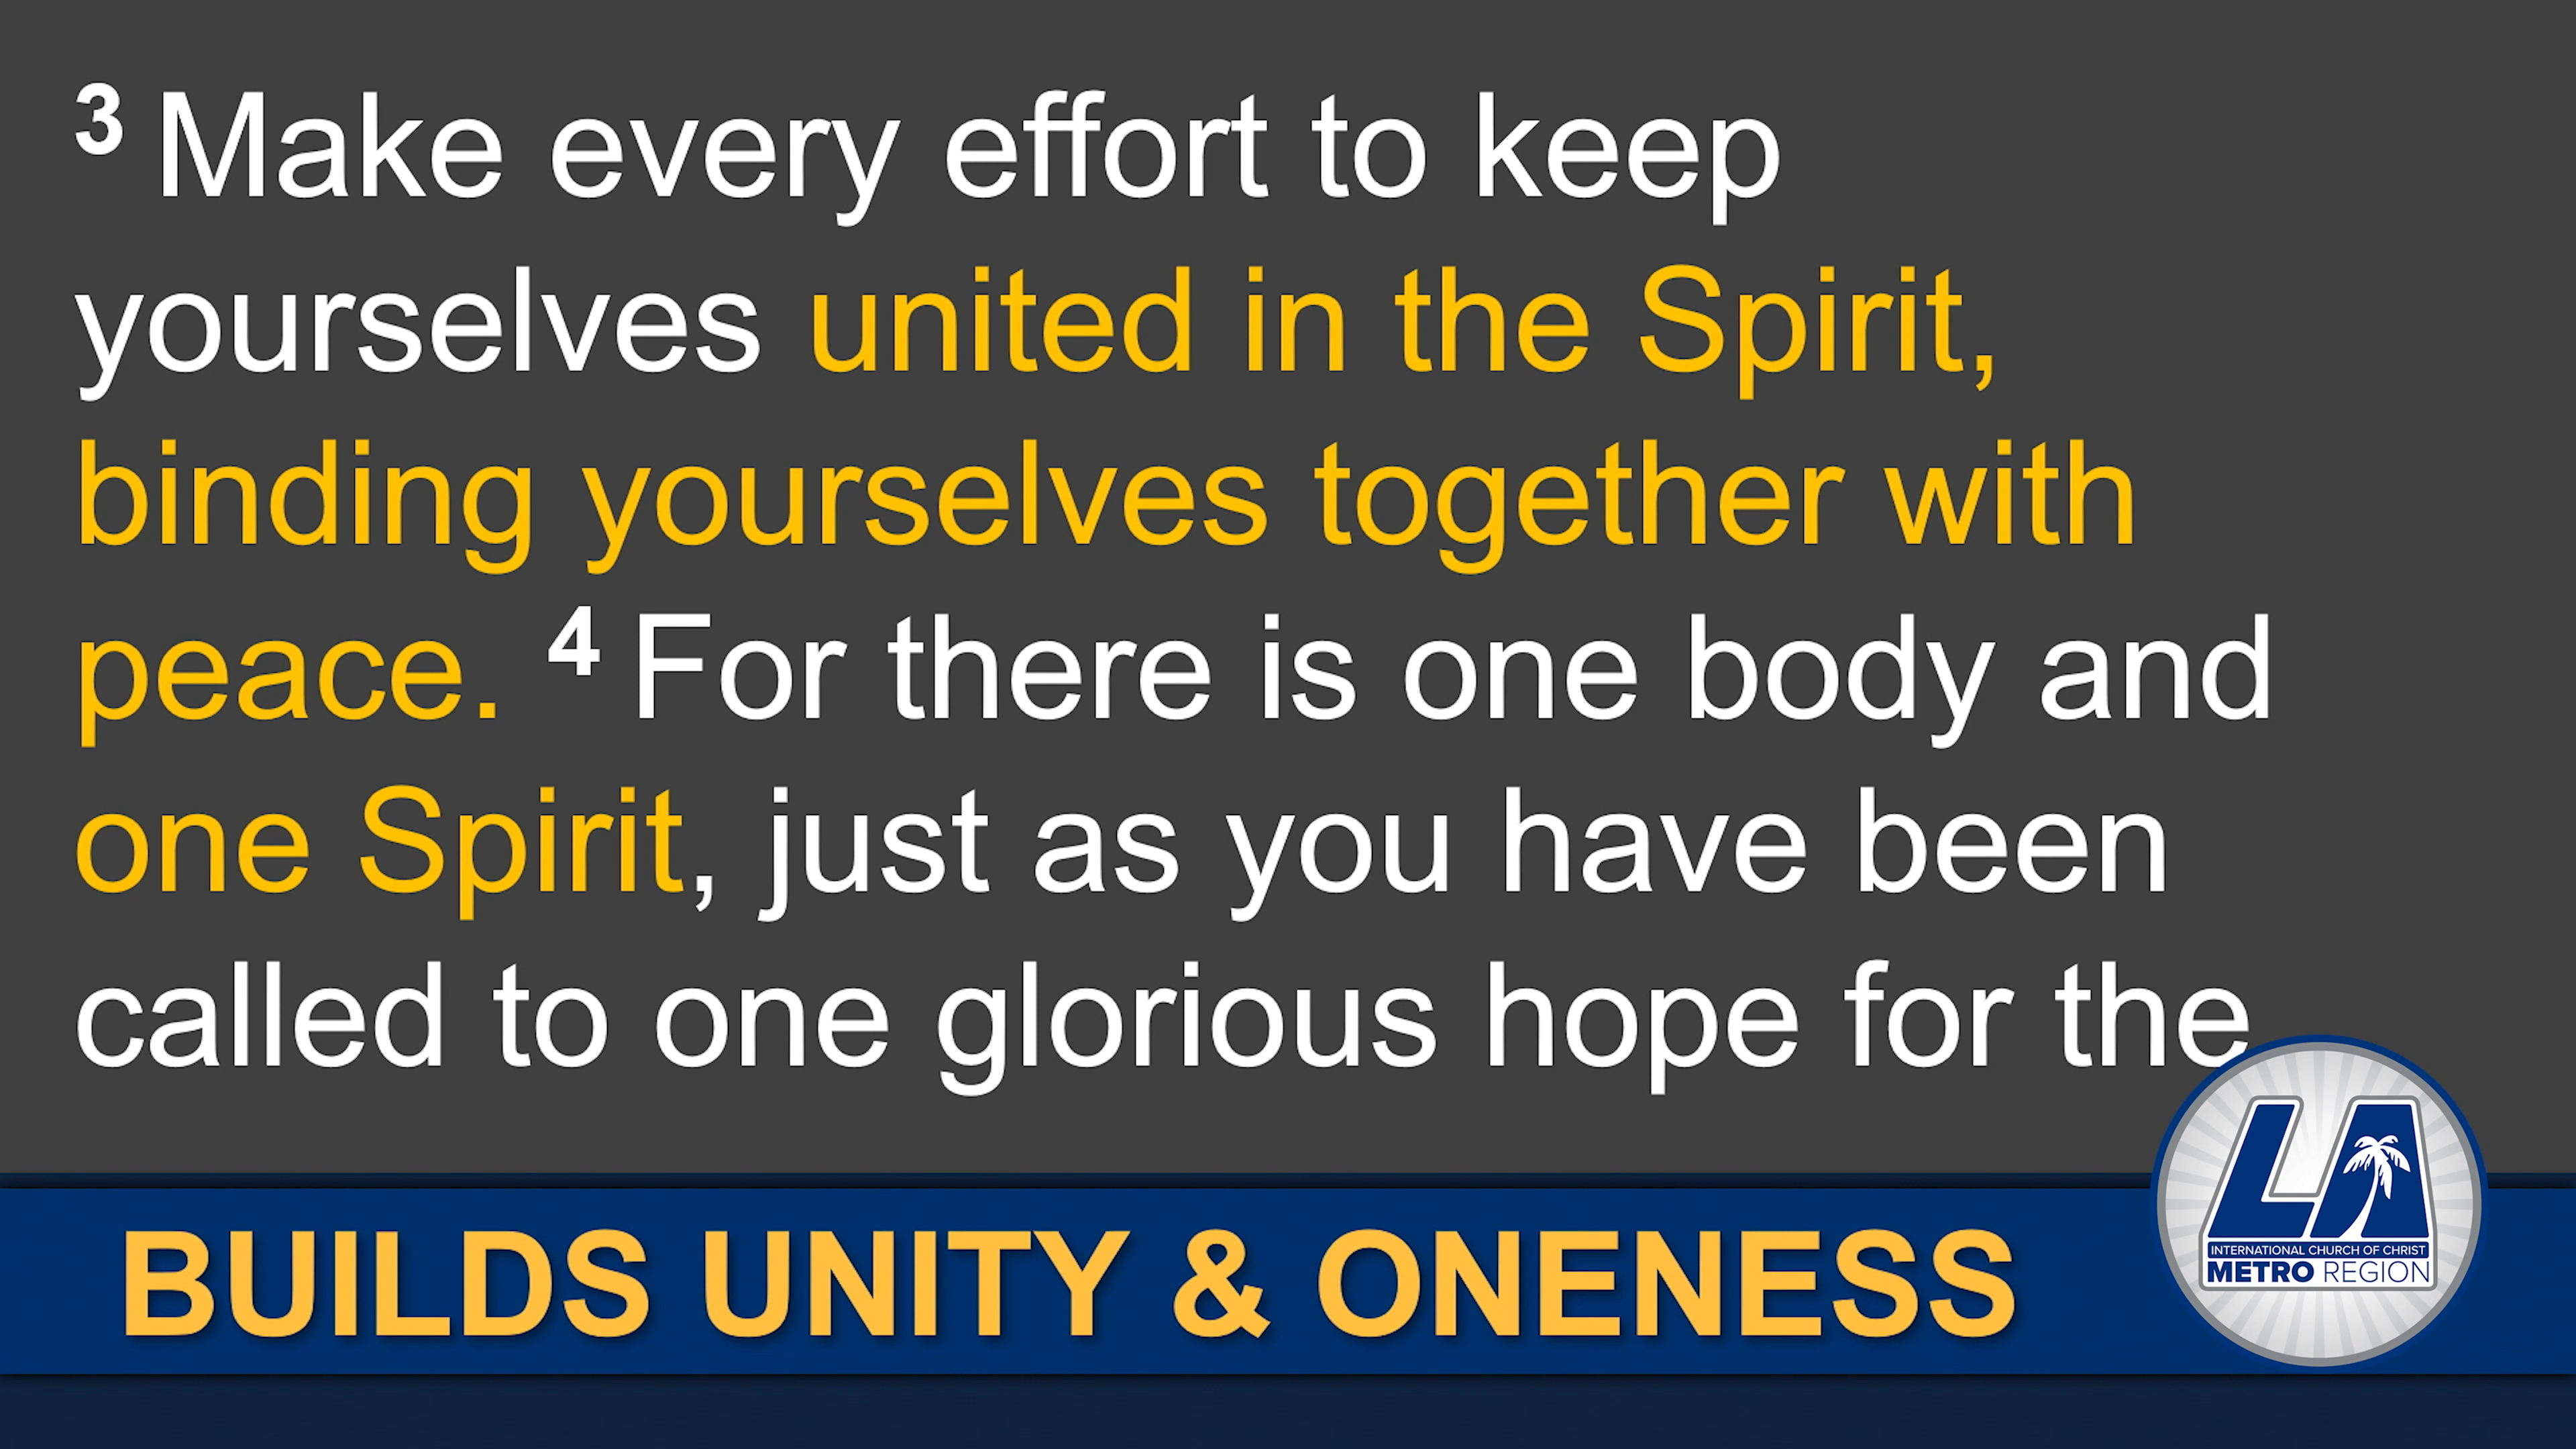 3 Make every effort to keep
yourselves united in the Spirit,
binding yourselves together with
peace. 4 For there is one body and
one Spirit, just as you have been
called to one glorious hope for the
BUILDS UNITY & ONENESS
LA
INTERNATIONAL CHURCH OF CHRIST
METRO REGION